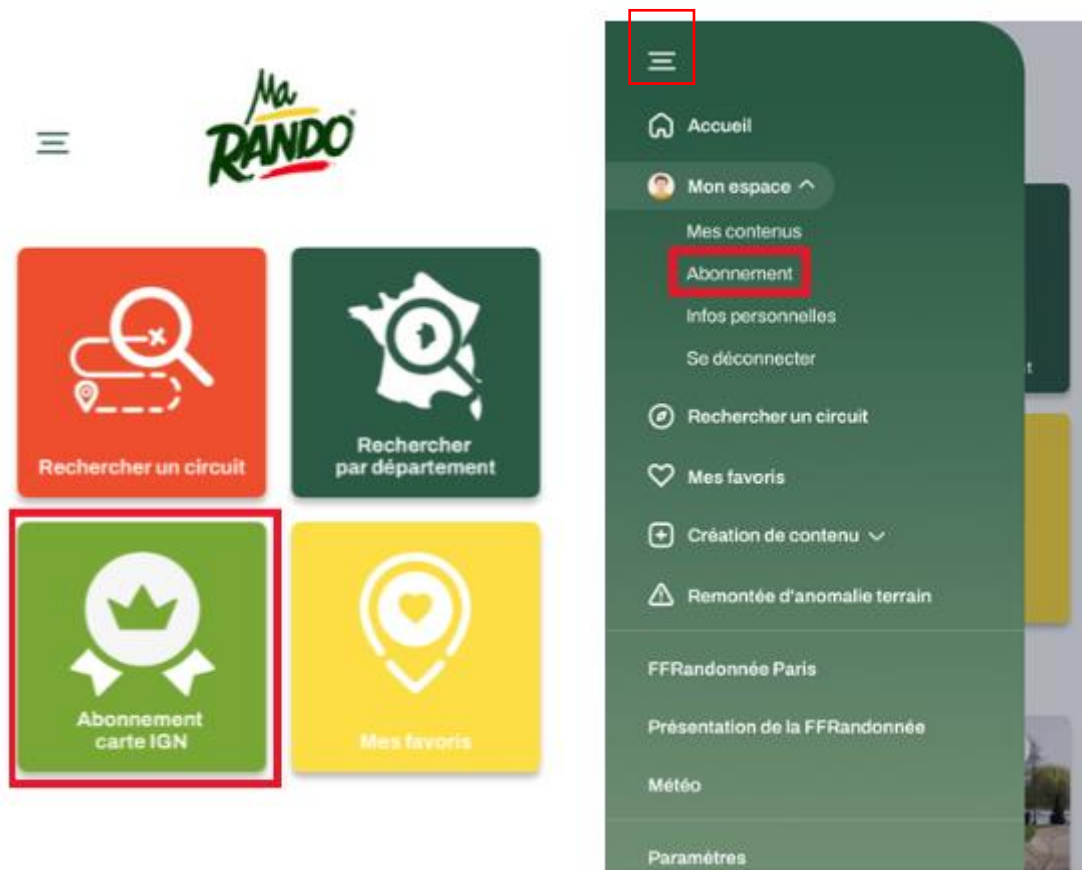 Ma
RANDO
Rechercher un circuit
Rechercher
par département
Abonnement
carte IGN
Mes favoris
Accueil
Mon espace
Mes contenus
Abonnement
Infos personnelles
Se déconnecter
Rechercher un circuit
Mes favoris
Création de contenu
Remontée d'anomalie terrain
FFRandonnée Paris
Présentation de la FFRandonnée
Météo
Paramètres
t